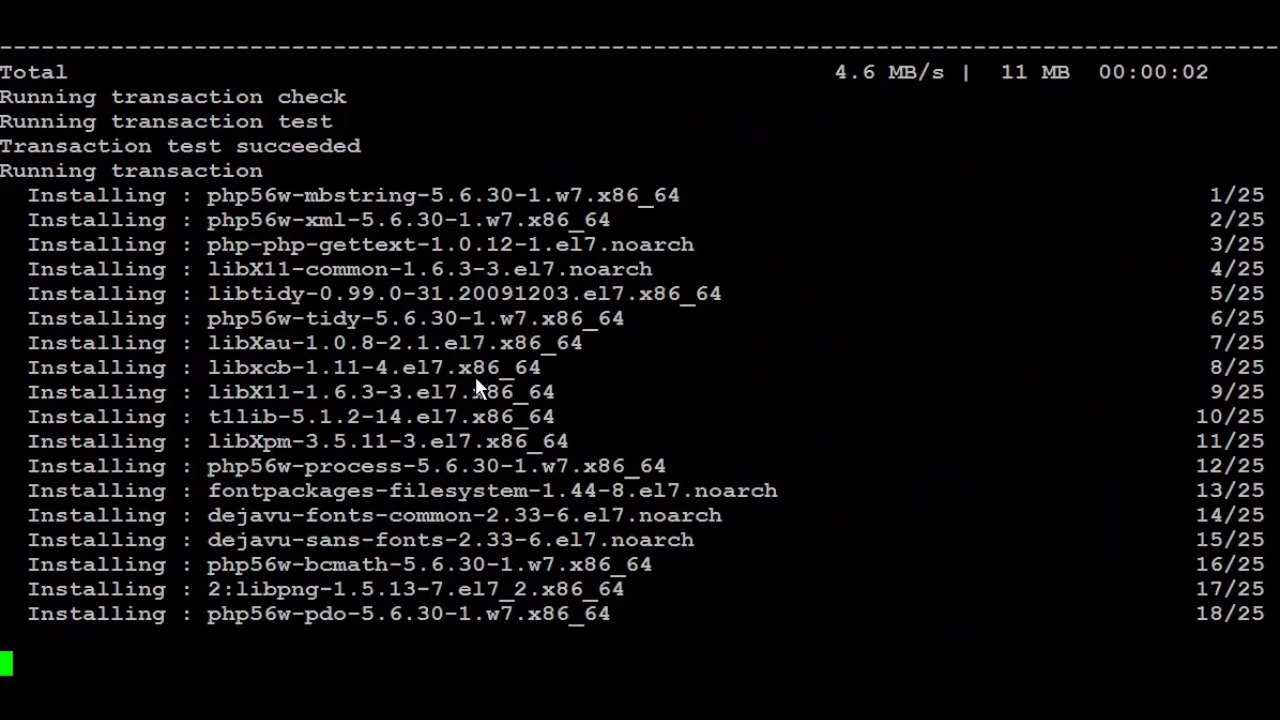 --------------------------------------------------------------------------------------------
Total 4.6 MB/s | 11 MB 00:00:02
Running transaction check
Running transaction test
Transaction test succeeded
Running transaction
Installing : php56w-mbstring-5.6.30-1.w7.x86_64 1/25
Installing : php56w-xml-5.6.30-1.w7.x86_64 2/25
Installing : php-php-gettext-1.0.12-1.el7.noarch 3/25
Installing : libX11-common-1.6.3-3.el7.noarch 4/25
Installing : libtidy-0.99.0-31.20091203.el7.x86_64 5/25
Installing : php56w-tidy-5.6.30-1.w7.x86_64 6/25
Installing : libXau-1.0.8-2.1.el7.x86_64 7/25
Installing : libxcb-1.11-4.el7.x86_64 8/25
Installing : libX11-1.6.3-3.el7.x86_64 9/25
Installing : t1lib-5.1.2-14.el7.x86_64 10/25
Installing : libXpm-3.5.11-3.el7.x86_64 11/25
Installing : php56w-process-5.6.30-1.w7.x86_64 12/25
Installing : fontpackages-filesystem-1.44-8.el7.noarch 13/25
Installing : dejavu-fonts-common-2.33-6.el7.noarch 14/25
Installing : dejavu-sans-fonts-2.33-6.el7.noarch 15/25
Installing : php56w-bcmath-5.6.30-1.w7.x86_64 16/25
Installing : 2:libpng-1.5.13-7.el7_2.x86_64 17/25
Installing : php56w-pdo-5.6.30-1.w7.x86_64 18/25